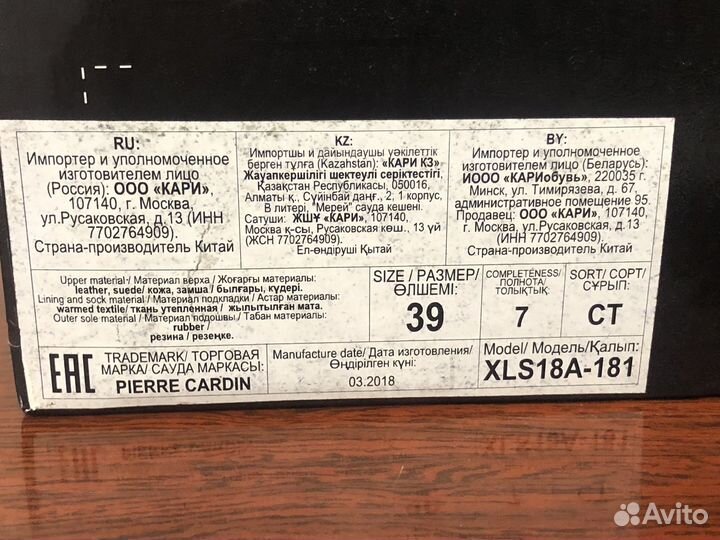 RU:
Импортер и уполномоченное
изготовителем лицо
(Россия): ООО «КАРИ»,
107140, г. Москва,
ул.Русаковская, д.13 (ИНН
7702764909).
Страна-производитель Китай
KZ:
Импортшы и дайындаушы уәкілеттік
берген тұлға (Kazahstan): «КАРИ КЗ»
Жауапкершілігі шектеулі серіктестігі,
Қазақстан Республикасы, 050016,
Алматы қ., Суйінбай даңғ., 2, 1 корпус,
В литері, "Мерей" сауда кешені.
Сатушы: ЖШҰ «КАРИ», 107140,
Москва қ-сы, Русаковская көш., 13 үй
(ЖСН 7702764909).
Ел-өндіруші Қытай
BY:
Импортер и уполномоченное
изготовителем лицо (Беларусь):
ИООО «КАРИобувь», 220035 г.
Минск, ул. Тимирязева, д. 67,
административное помещение 95.
Продавец: ООО «КАРИ», 107140,
г. Москва, ул.Русаковская, д.13
(ИНН 7702764909).
Страна-производитель Китай
Upper material / Материал верха / Жоғарғы материалы:
leather, suede/ кожа, замша / былғары, күдері.
Lining and sock material / Материал подкладки / Астар материалы:
warmed textile/ ткань утепленная / жылытылған мата.
Outer sole material / Материал подошвы / Табан материалы:
rubber /
резина / резеңке.
SIZE / РАЗМЕР/
ӨЛШЕМІ:
39
COMPLETENESS/
ПОЛНОТА/
ТОЛЫҚТЫҚ:
7
SORT/ СОРТ/
СҰРЫП:
СТ
EAC
TRADEMARK/ ТОРГОВАЯ
МАРКА/ САУДА МАРКАСЫ:
PIERRE CARDIN
Manufacture date/ Дата изготовления/
Өндірілген күні:
03.2018
Model/ Модель/Қалып:
XLS18A-181
Avito